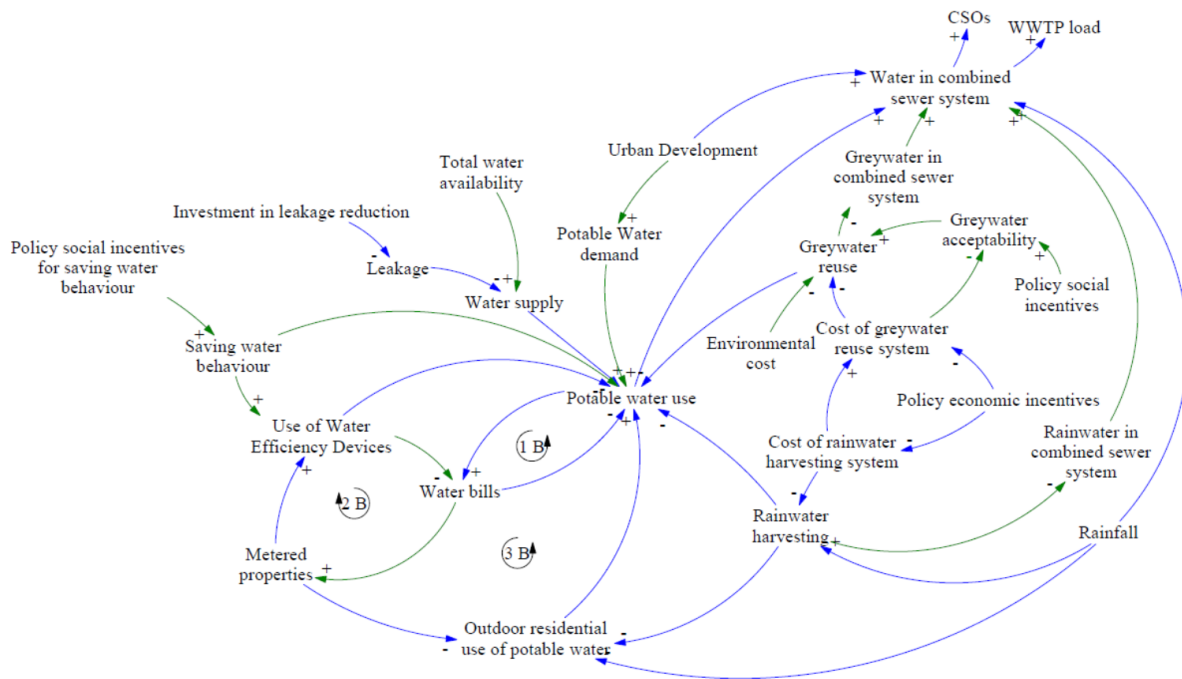 CSOs
WWTP load
+
+
Water in combined
sewer system
+
+
+
+
+
Urban Development
Greywater in
combined sewer
system
Total water
availability
Investment in leakage reduction
Policy social incentives
for saving water
behaviour
-
Leakage
- +
Water supply
+
Potable Water
demand
-
Greywater
reuse
+
-
-
Greywater
acceptability
-
+
Policy social
incentives
Environmental
cost
Cost of greywater
reuse system
+
-
+
Saving water
behaviour
+
+ + -
-
Potable water use
-
+
-
Policy economic incentives
Use of Water
Efficiency Devices
+
1 B
-
+
Water bills
Cost of rainwater
harvesting system
-
-
Rainwater in
combined sewer
system
-
2 B
3 B
Rainwater
harvesting
+
Rainfall
Metered
properties
+
Outdoor residential
use of potable water
-
-
-